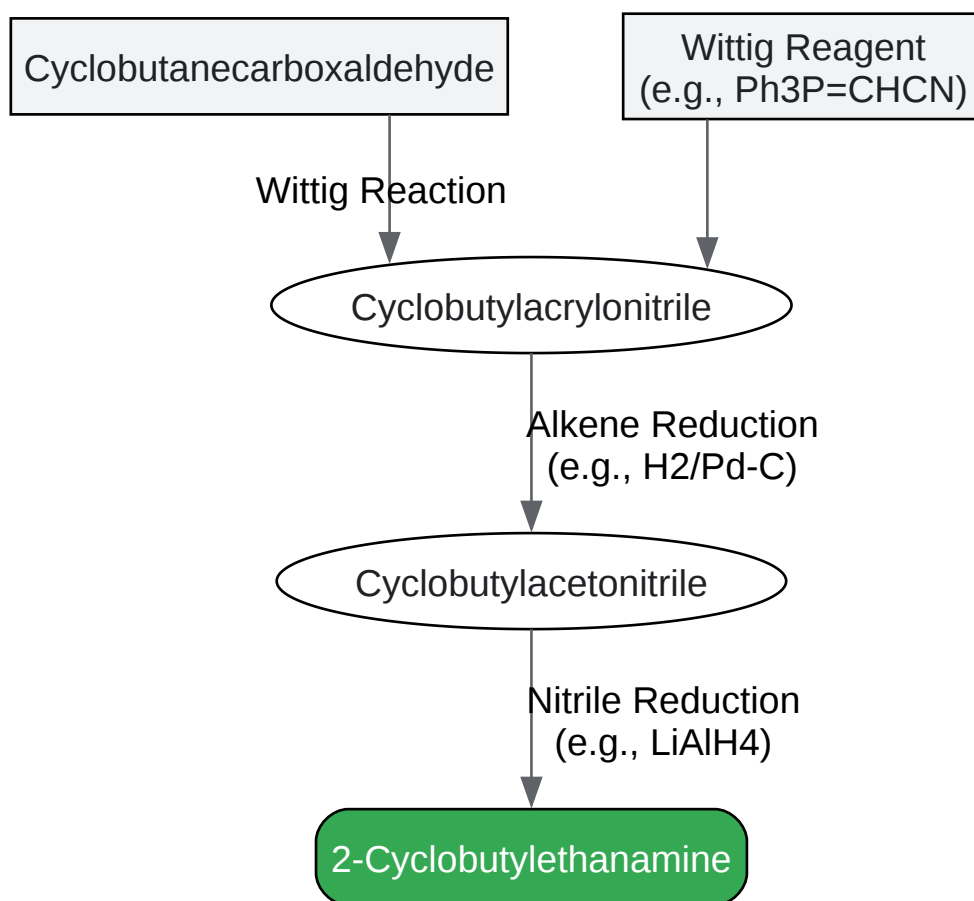 Cyclobutanecarboxaldehyde
Wittig Reagent
(e.g., Ph3P=CHCN)
Wittig Reaction
Cyclobutylacrylonitrile
Alkene Reduction
(e.g., H2/Pd-C)
Cyclobutylacetonitrile
Nitrile Reduction
(e.g., LiAlH4)
2-Cyclobutylethanamine